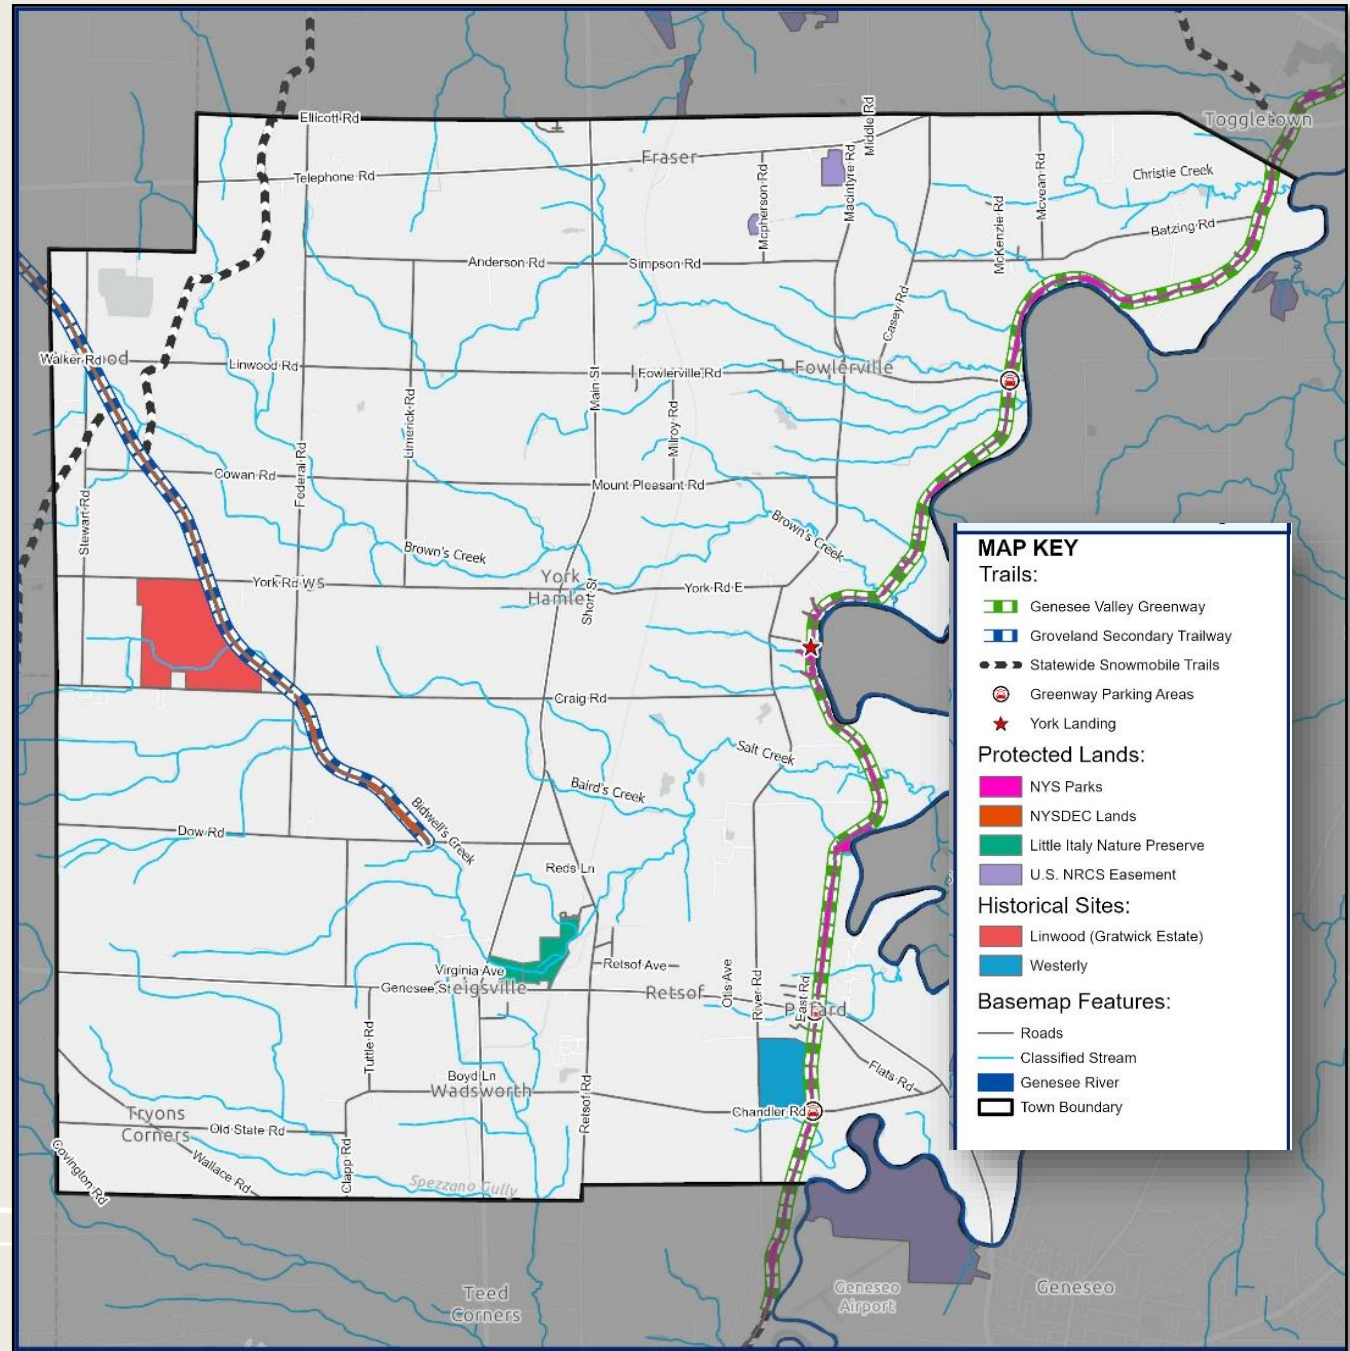 Toggletown
Ellicott Rd
Middle Rd
Fraser
Telephone Rd
Mcpherson Rd
Macintyre Rd
Mcvean Rd
Christie Creek
McKenzie Rd
Batzing Rd
Anderson Rd
Simpson Rd
Casey Rd
Walker Rd
Linwood Rd
Fowlerville Rd
Fowlerville
Main St
Limerick Rd
Milroy Rd
Federal Rd
Cowan Rd
Mount Pleasant Rd
Stewart Rd
Brown's Creek
Brown's Creek
York Rd W
York
Hamlet
Short St
York Rd E
Craig Rd
Salt Creek
Baird's Creek
Bidwell's Creek
Dow Rd
Reds Ln
Virginia Ave
Genesee St
Retsof Ave
Retsof
Otis Ave
River Rd
East Rd
Flats Rd
Tuttle Rd
Boyd Ln
Wadsworth
Retsof Rd
Chandler Rd
Tryons
Corners
Old State Rd
Wallace Rd
Covington Rd
Clapp Rd
Spezzano Gully
Teed
Corners
Geneseo
Airport
Geneseo
MAP KEY
Trails:
Genesee Valley Greenway
Groveland Secondary Trailway
Statewide Snowmobile Trails
Greenway Parking Areas
York Landing
Protected Lands:
NYS Parks
NYSDEC Lands
Little Italy Nature Preserve
U.S. NRCS Easement
Historical Sites:
Linwood (Gratwick Estate)
Westerly
Basemap Features:
Roads
Classified Stream
Genesee River
Town Boundary